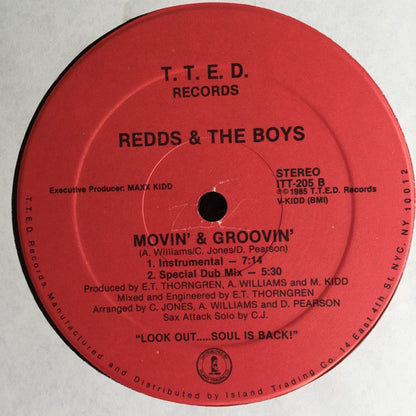 T. T. E. D.
RECORDS
REDDS & THE BOYS
Executive Producer: MAXX KIDD
STEREO
ITT-205 B
℗©1985 T.T.E.D. Records
V-KIDD (BMI)
MOVIN' & GROOVIN'
(A. Williams/C. Jones/D. Pearson)
1. Instrumental — 7:14
2. Special Dub Mix — 5:30
Produced by E.T. THORNGREN, A. WILLIAMS and M. KIDD
Mixed and Engineered by E.T. THORNGREN
Arranged by C. JONES, A. WILLIAMS and D. PEARSON
Sax Attack Solo by C.J.
"LOOK OUT.....SOUL IS BACK!"
T.T.E.D. Records. Manufactured and Distributed by Island Trading Co. 14 East 4th St. N.Y., N.Y. 10012